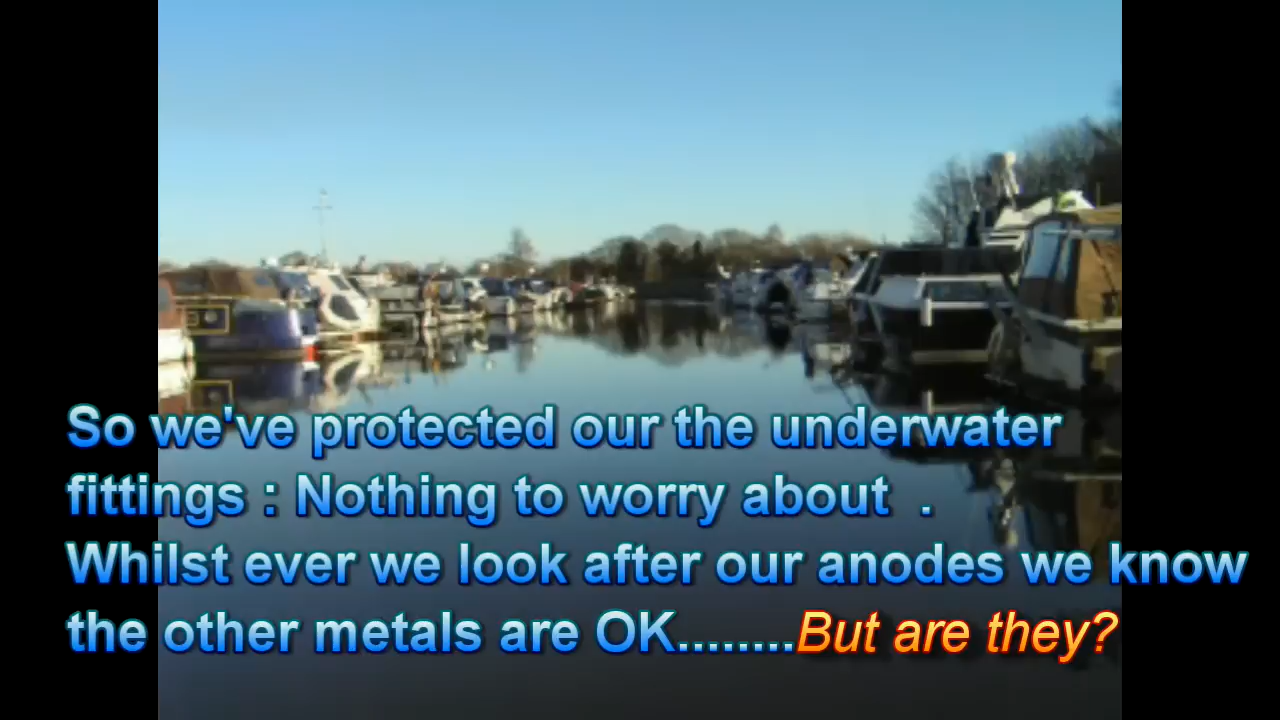 So we've protected our the underwater
fittings : Nothing to worry about  .
Whilst ever we look after our anodes we know
the other metals are OK........But are they?